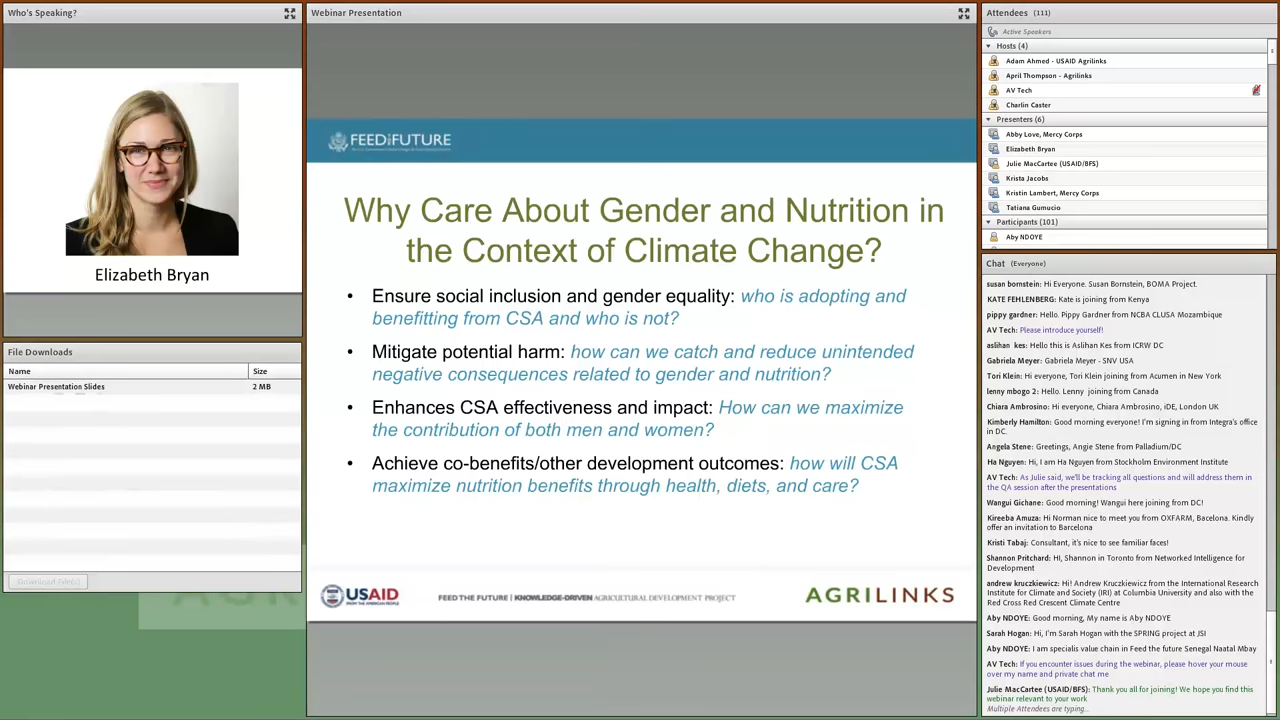 Who's Speaking?
Elizabeth Bryan
File Downloads
Name Size
Webinar Presentation Slides 2 MB
Download File(s)
Webinar Presentation
FEED THE FUTURE
Why Care About Gender and Nutrition in
the Context of Climate Change?
• Ensure social inclusion and gender equality: who is adopting and
benefitting from CSA and who is not?
• Mitigate potential harm: how can we catch and reduce unintended
negative consequences related to gender and nutrition?
• Enhances CSA effectiveness and impact: How can we maximize
the contribution of both men and women?
• Achieve co-benefits/other development outcomes: how will CSA
maximize nutrition benefits through health, diets, and care?
USAID
FROM THE AMERICAN PEOPLE
FEED THE FUTURE | KNOWLEDGE-DRIVEN AGRICULTURAL DEVELOPMENT PROJECT
AGRILINKS
Attendees (111)
Active Speakers
Hosts (4)
Adam Ahmed - USAID Agrilinks
April Thompson - Agrilinks
AV Tech
Charlin Caster
Presenters (6)
Abby Love, Mercy Corps
Elizabeth Bryan
Julie MacCartee (USAID/BFS)
Krista Jacobs
Kristin Lambert, Mercy Corps
Tatiana Gumucio
Participants (101)
Aby NDOYE
Chat (Everyone)
susan bornstein: Hi Everyone. Susan Bornstein, BOMA Project.
KATE FEHLENBERG: Kate is joining from Kenya
pippy gardner: Hello. Pippy Gardner from NCBA CLUSA Mozambique
AV Tech: Please introduce yourself!
aslihan kes: Hello this is Aslihan Kes from ICRW DC
Gabriela Meyer: Gabriela Meyer - SNV USA
Tori Klein: Hi everyone, Tori Klein joining from Acumen in New York
lenny mbogo 2: Hello. Lenny joining from Canada
Chiara Ambrosino: Hi everyone, Chiara Ambrosino, iDE, London UK
Kimberly Hamilton: Good morning everyone! I'm signing in from Integra's office
in DC.
Angela Stene: Greetings, Angie Stene from Palladium/DC
Ha Nguyen: Hi, I am Ha Nguyen from Stockholm Environment Institute
AV Tech: As Julie said, we'll be tracking all questions and will address them in
the QA session after the presentations
Wangui Gichane: Good morning! Wangui here joining from DC!
Kireeba Amuza: Hi Norman nice to meet you from OXFARM, Bacelona. Kindly
offer an invitation to Barcelona
Kristi Tabaj: Consultant, it's nice to see familiar faces!
Shannon Pritchard: HI, Shannon in Toronto from Networked Intelligence for
Development
andrew kruczkiewicz: Hi! Andrew Kruczkiewicz from the International Research
Institute for Climate and Society (IRI) at Columbia University and also with the
Red Cross Red Crescent Climate Centre
Aby NDOYE: Good morning, My name is Aby NDOYE
Sarah Hogan: Hi, I'm Sarah Hogan with the SPRING project at JSI
Aby NDOYE: I am specialis value chain in Feed the future Senegal Naatal Mbay
AV Tech: If you encounter issues during the webinar, please hover your mouse
over my name and private chat me
Julie MacCartee (USAID/BFS): Thank you all for joining! We hope you find this
webinar relevant to your work
Multiple Attendees are typing...